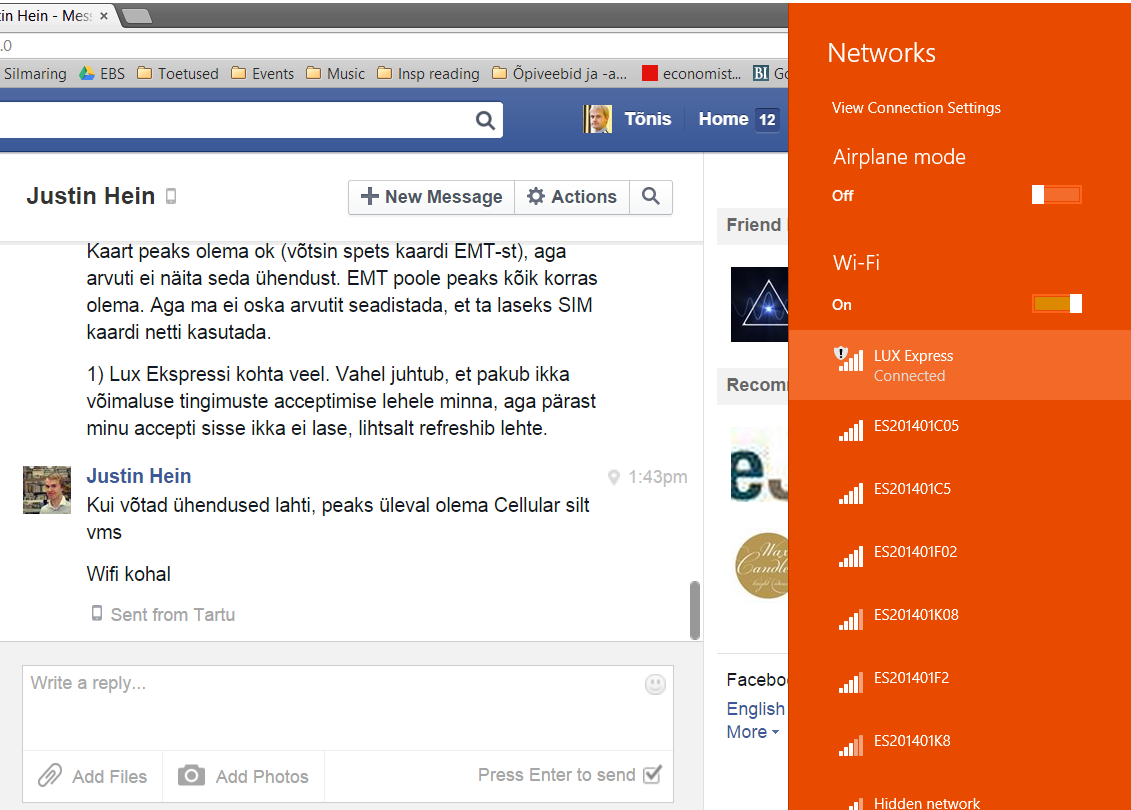 in Hein - Mes
.0
Silmaring EBS Toetused Events Music Insp reading Õpiveebid ja -a... economist... BI Go
Tõnis Home 12
Justin Hein
New Message Actions
Kaart peaks olema ok (võtsin spets kaardi EMT-st), aga
arvuti ei näita seda ühendust. EMT poole peaks kõik korras
olema. Aga ma ei oska arvutit seadistada, et ta laseks SIM
kaardi netti kasutada.
1) Lux Ekspressi kohta veel. Vahel juhtub, et pakub ikka
võimaluse tingimuste acceptimise lehele minna, aga pärast
minu accepti sisse ikka ei lase, lihtsalt refreshib lehte.
Justin Hein 1:43pm
Kui võtad ühendused lahti, peaks üleval olema Cellular silt
vms
Wifi kohal
Sent from Tartu
Write a reply...
Add Files Add Photos Press Enter to send
Friend
Recom
eJ
Wax
Candle
Facebo
English
More
Networks
View Connection Settings
Airplane mode
Off
Wi-Fi
On
LUX Express
Connected
ES201401C05
ES201401C5
ES201401F02
ES201401K08
ES201401F2
ES201401K8
Hidden network